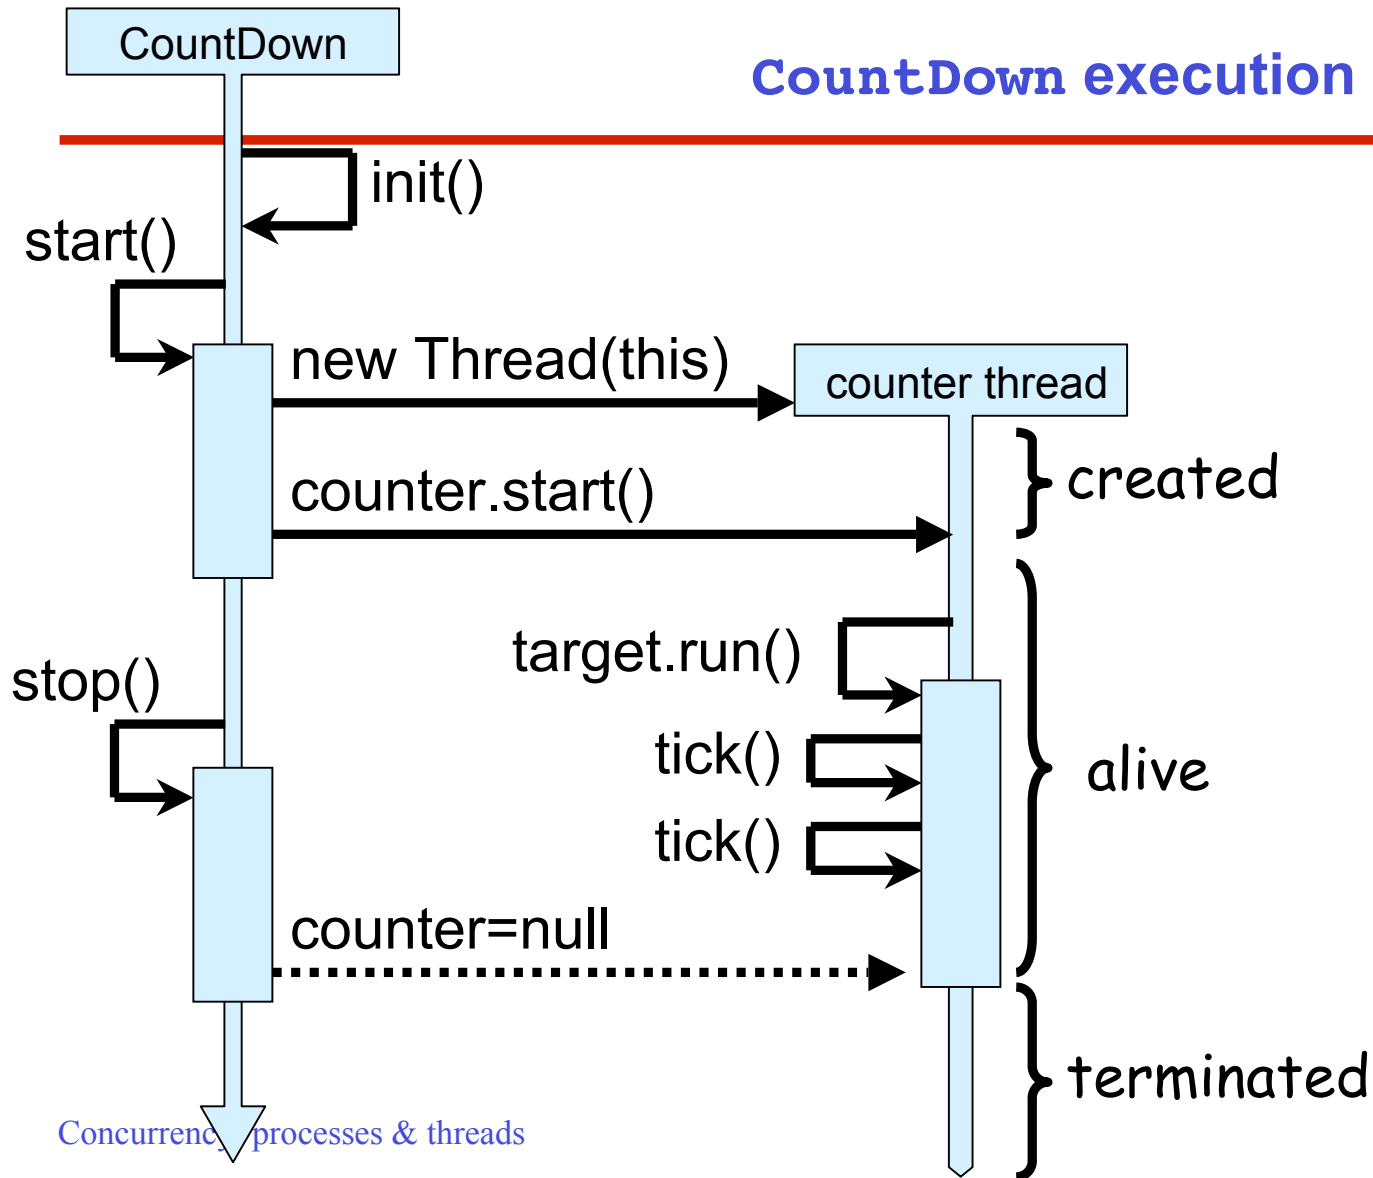 CountDown
CountDown execution
init()
start()
new Thread(this)
counter thread
created
counter.start()
target.run()
stop()
tick()
alive
tick()
counter=null
terminated
Concurrency processes & threads